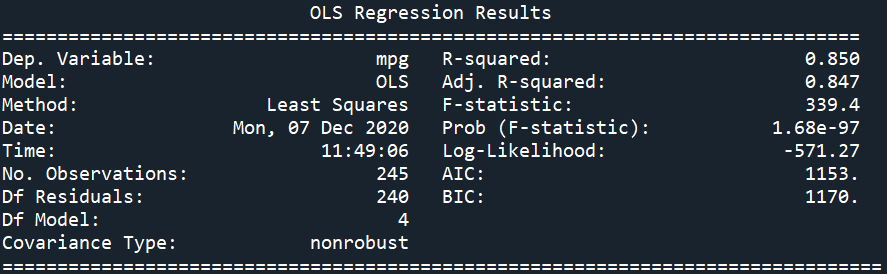 OLS Regression Results
==============================================================================
Dep. Variable: mpg R-squared: 0.850
Model: OLS Adj. R-squared: 0.847
Method: Least Squares F-statistic: 339.4
Date: Mon, 07 Dec 2020 Prob (F-statistic): 1.68e-97
Time: 11:49:06 Log-Likelihood: -571.27
No. Observations: 245 AIC: 1153.
Df Residuals: 240 BIC: 1170.
Df Model: 4
Covariance Type: nonrobust
================================================================================